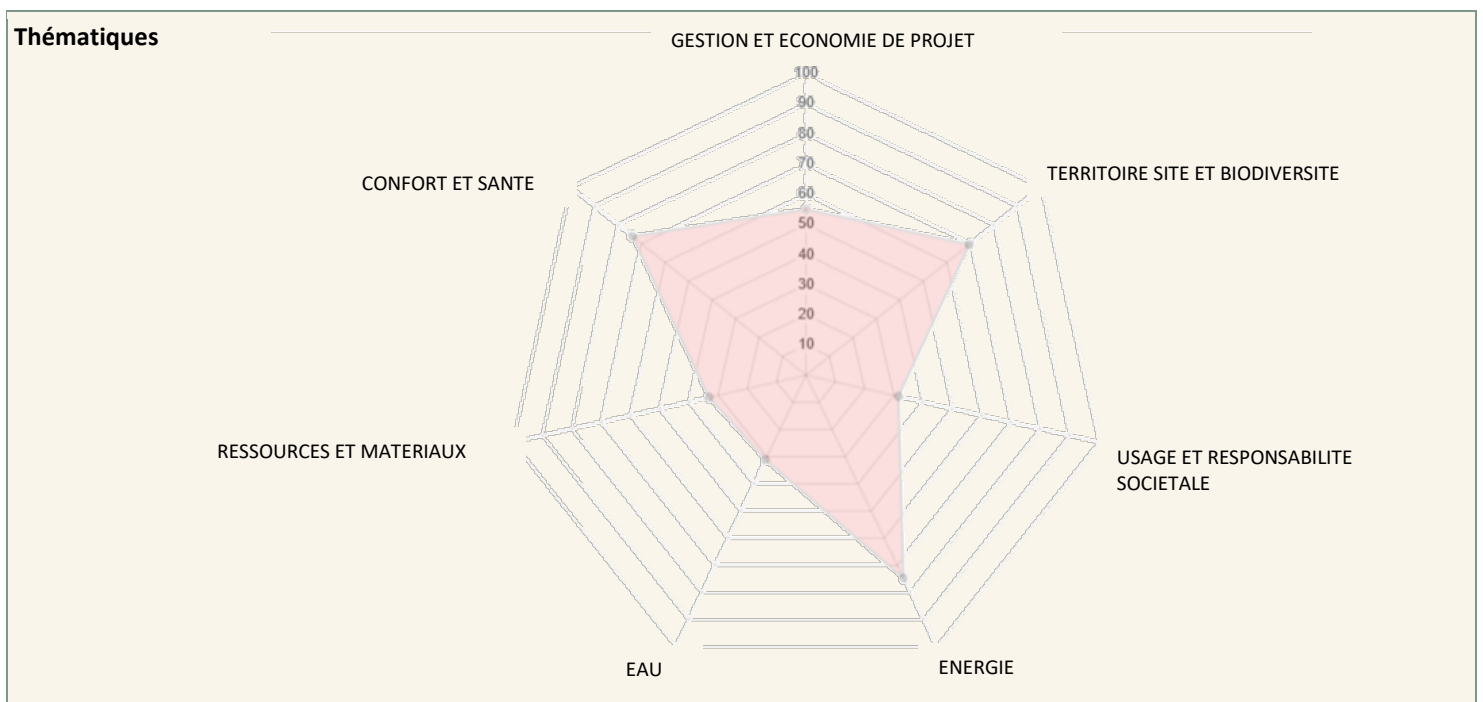 Thématiques
GESTION ET ECONOMIE DE PROJET
100
90
80
70
60
50
40
30
20
10
CONFORT ET SANTE
TERRITOIRE SITE ET BIODIVERSITE
RESSOURCES ET MATERIAUX
USAGE ET RESPONSABILITE
SOCIETALE
EAU
ENERGIE